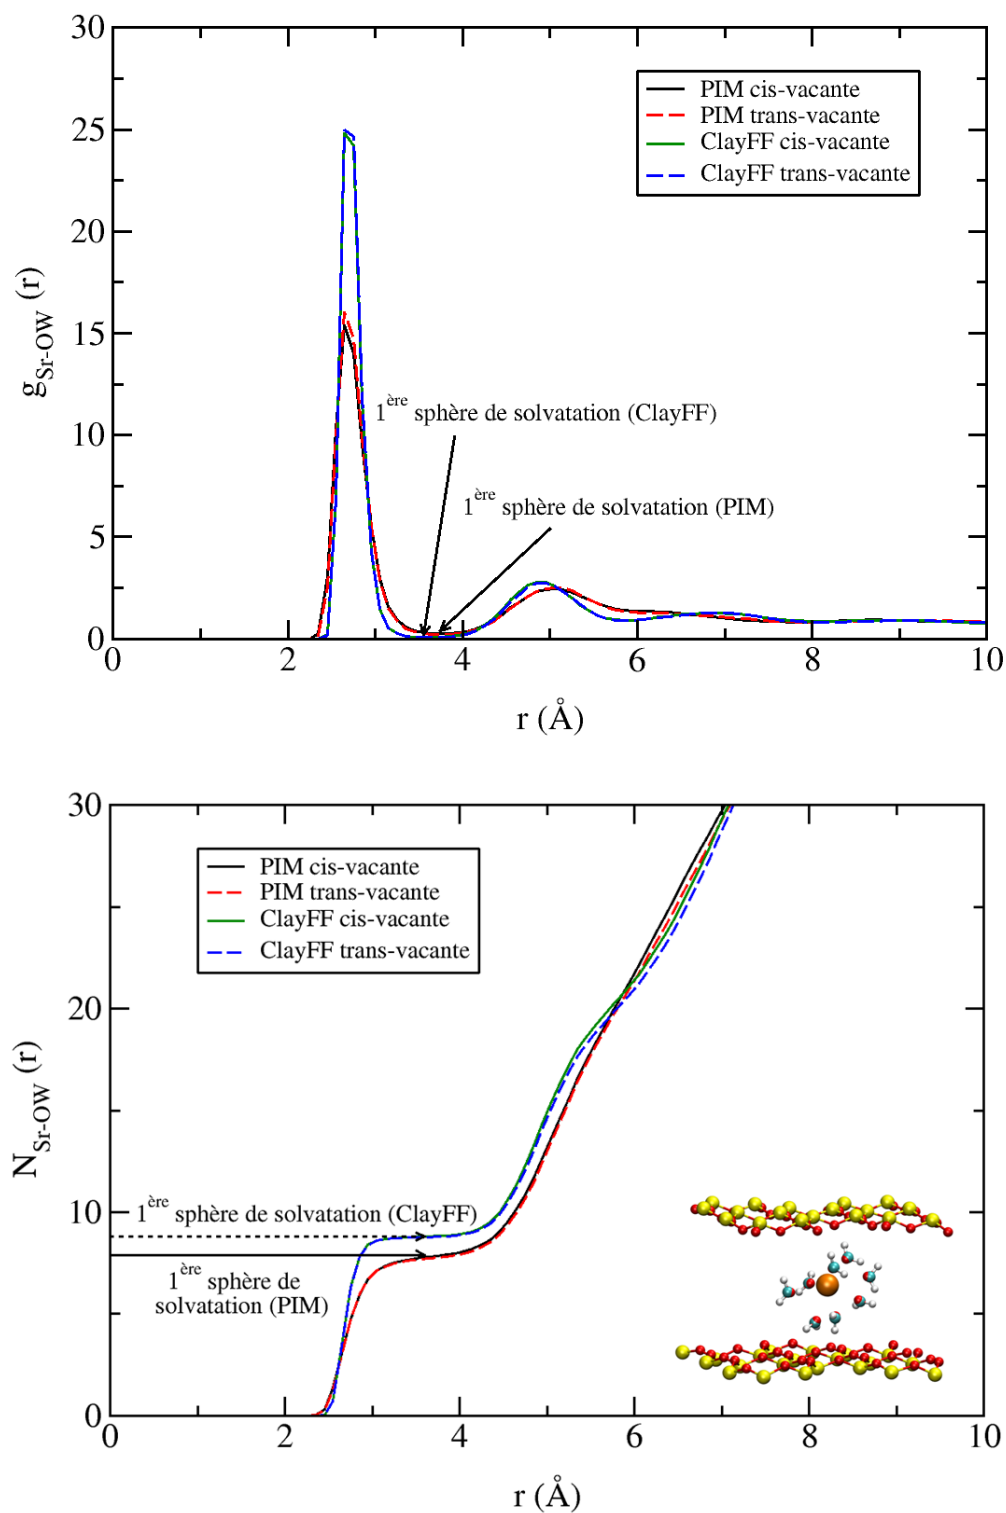 30
25
20
15
10
5
0
g Sr-OW (r)
PIM cis-vacante
PIM trans-vacante
ClayFF cis-vacante
ClayFF trans-vacante
1ère sphère de solvatation (ClayFF)
1ère sphère de solvatation (PIM)
0 2 4 6 8 10
r (Å)
30
20
10
0
N Sr-OW (r)
PIM cis-vacante
PIM trans-vacante
ClayFF cis-vacante
ClayFF trans-vacante
1ère sphère de solvatation (ClayFF)
1ère sphère de
solvatation (PIM)
0 2 4 6 8 10
r (Å)